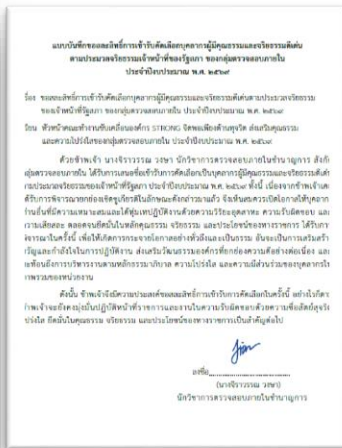 แบบบันทึกขอสละสิทธิ์การเข้ารับคัดเลือกบุคลากรผู้มีคุณธรรมและจริยธรรมดีเด่น
ตามประมวลจริยธรรมเจ้าหน้าที่ของรัฐสภา ของกลุ่มตรวจสอบภายใน
ประจำปีงบประมาณ พ.ศ. ๒๕๖๙
เรื่อง ขอสละสิทธิ์การเข้ารับคัดเลือกบุคลากรผู้มีคุณธรรมและจริยธรรมดีเด่นตามประมวลจริยธรรม
ของเจ้าหน้าที่รัฐสภา ของกลุ่มตรวจสอบภายใน ประจำปีงบประมาณ พ.ศ. ๒๕๖๙
เรียน หัวหน้าคณะทำงานขับเคลื่อนองค์กร STRONG จิตพอเพียงต้านทุจริต ส่งเสริมคุณธรรม
และความโปร่งใสของกลุ่มตรวจสอบภายใน ประจำปีงบประมาณ พ.ศ. ๒๕๖๙
ด้วยข้าพเจ้า นางจิราวรรณ วงษา นักวิชาการตรวจสอบภายในชำนาญการ สังกั
กลุ่มตรวจสอบภายใน ได้รับการเสนอชื่อเข้ารับการคัดเลือกเป็นบุคลากรผู้มีคุณธรรมและจริยธรรมดีเด่
ามประมวลจริยธรรมของเจ้าหน้าที่รัฐสภา ประจำปีงบประมาณ พ.ศ. ๒๕๖๙ ทั้งนี้ เนื่องจากข้าพเจ้าเค
ด้รับการพิจารณายกย่องเชิดชูเกียรติในลักษณะดังกล่าวมาแล้ว จึงเห็นสมควรเปิดโอกาสให้บุคลาก
านอื่นที่มีความเหมาะสมและได้ทุ่มเทปฏิบัติงานด้วยความวิริยะอุตสาหะ ความรับผิดชอบ แล
วามเสียสละ ตลอดจนยึดมั่นในหลักคุณธรรม จริยธรรม และประโยชน์ของทางราชการ ได้รับกา
ิจารณาในครั้งนี้ เพื่อให้เกิดการกระจายโอกาสอย่างทั่วถึงและเป็นธรรม อันจะเป็นการเสริมสร้า
วัญและกำลังใจในการปฏิบัติงาน ส่งเสริมวัฒนธรรมองค์กรที่ยกย่องความดีอย่างต่อเนื่อง แล
ะท้อนถึงการบริหารงานตามหลักธรรมาภิบาล ความโปร่งใส และความมีส่วนร่วมของบุคลากรใ
าพรวมของหน่วยงาน
ดังนั้น ข้าพเจ้าจึงมีความประสงค์ขอสละสิทธิ์การเข้ารับการคัดเลือกในครั้งนี้ อย่างไรก็ตา
้าพเจ้าจะยังคงมุ่งมั่นปฏิบัติหน้าที่ราชการและงานในความรับผิดชอบด้วยความซื่อสัตย์สุจริ
ปร่งใส ยึดมั่นในคุณธรรม จริยธรรม และประโยชน์ของทางราชการเป็นสำคัญต่อไป
ลงชื่อ
(นางจิราวรรณ วงษา)
นักวิชาการตรวจสอบภายในชำนาญการ